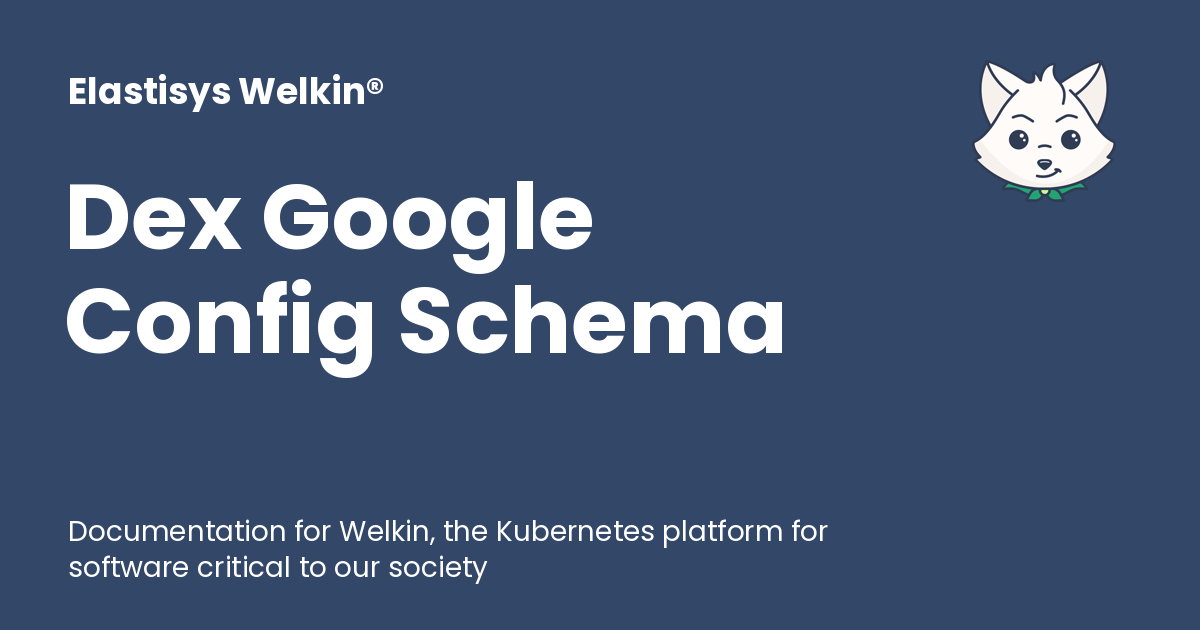 Elastisys Welkin®
Dex Google
Config Schema
Documentation for Welkin, the Kubernetes platform for
software critical to our society